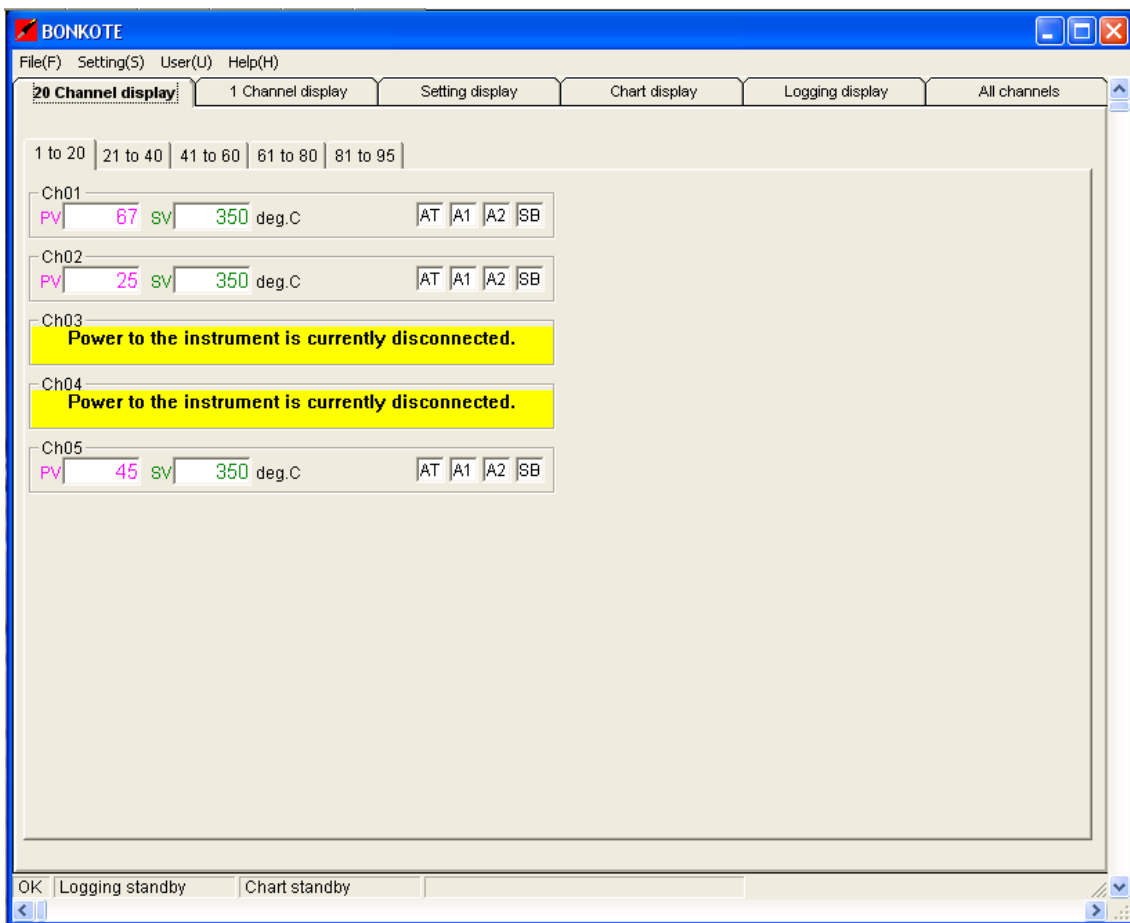 BONKOTE
File(F) Setting(S) User(U) Help(H)
20 Channel display 1 Channel display Setting display Chart display Logging display All channels
1 to 20 21 to 40 41 to 60 61 to 80 81 to 95
Ch01
PV 67 SV 350 deg.C AT A1 A2 SB
Ch02
PV 25 SV 350 deg.C AT A1 A2 SB
Ch03
Power to the instrument is currently disconnected.
Ch04
Power to the instrument is currently disconnected.
Ch05
PV 45 SV 350 deg.C AT A1 A2 SB
OK Logging standby Chart standby